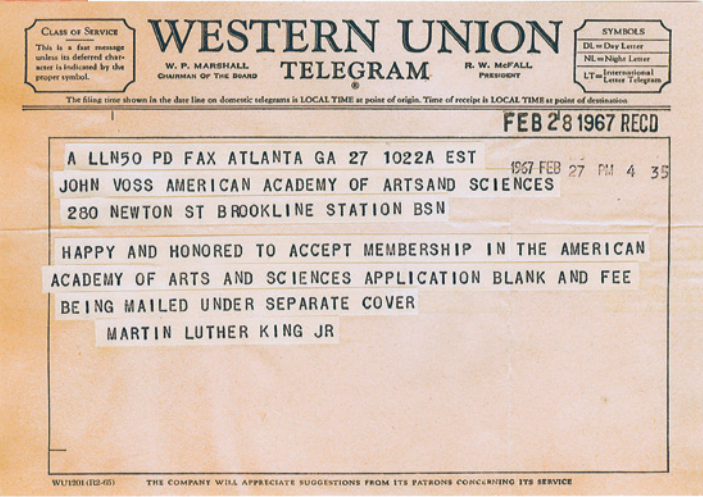 CLASS OF SERVICE
This is a fast message
unless its deferred char-
acter is indicated by the
proper symbol.
WESTERN UNION
TELEGRAM
®
W. P. MARSHALL
CHAIRMAN OF THE BOARD
R. W. McFALL
PRESIDENT
SYMBOLS
DL=Day Letter
NL=Night Letter
LT=International Letter Telegram
The filing time shown in the date line on domestic telegrams is LOCAL TIME at point of origin. Time of receipt is LOCAL TIME at point of destination
FEB 28 1967 RECD
A LLN50 PD FAX ATLANTA GA 27 1022A EST
1967 FEB 27 PM 4 35
JOHN VOSS AMERICAN ACADEMY OF ARTSAND SCIENCES
280 NEWTON ST BROOKLINE STATION BSN
HAPPY AND HONORED TO ACCEPT MEMBERSHIP IN THE AMERICAN
ACADEMY OF ARTS AND SCIENCES APPLICATION BLANK AND FEE
BEING MAILED UNDER SEPARATE COVER
MARTIN LUTHER KING JR
WU1201 (R2-65)
THE COMPANY WILL APPRECIATE SUGGESTIONS FROM ITS PATRONS CONCERNING ITS SERVICE